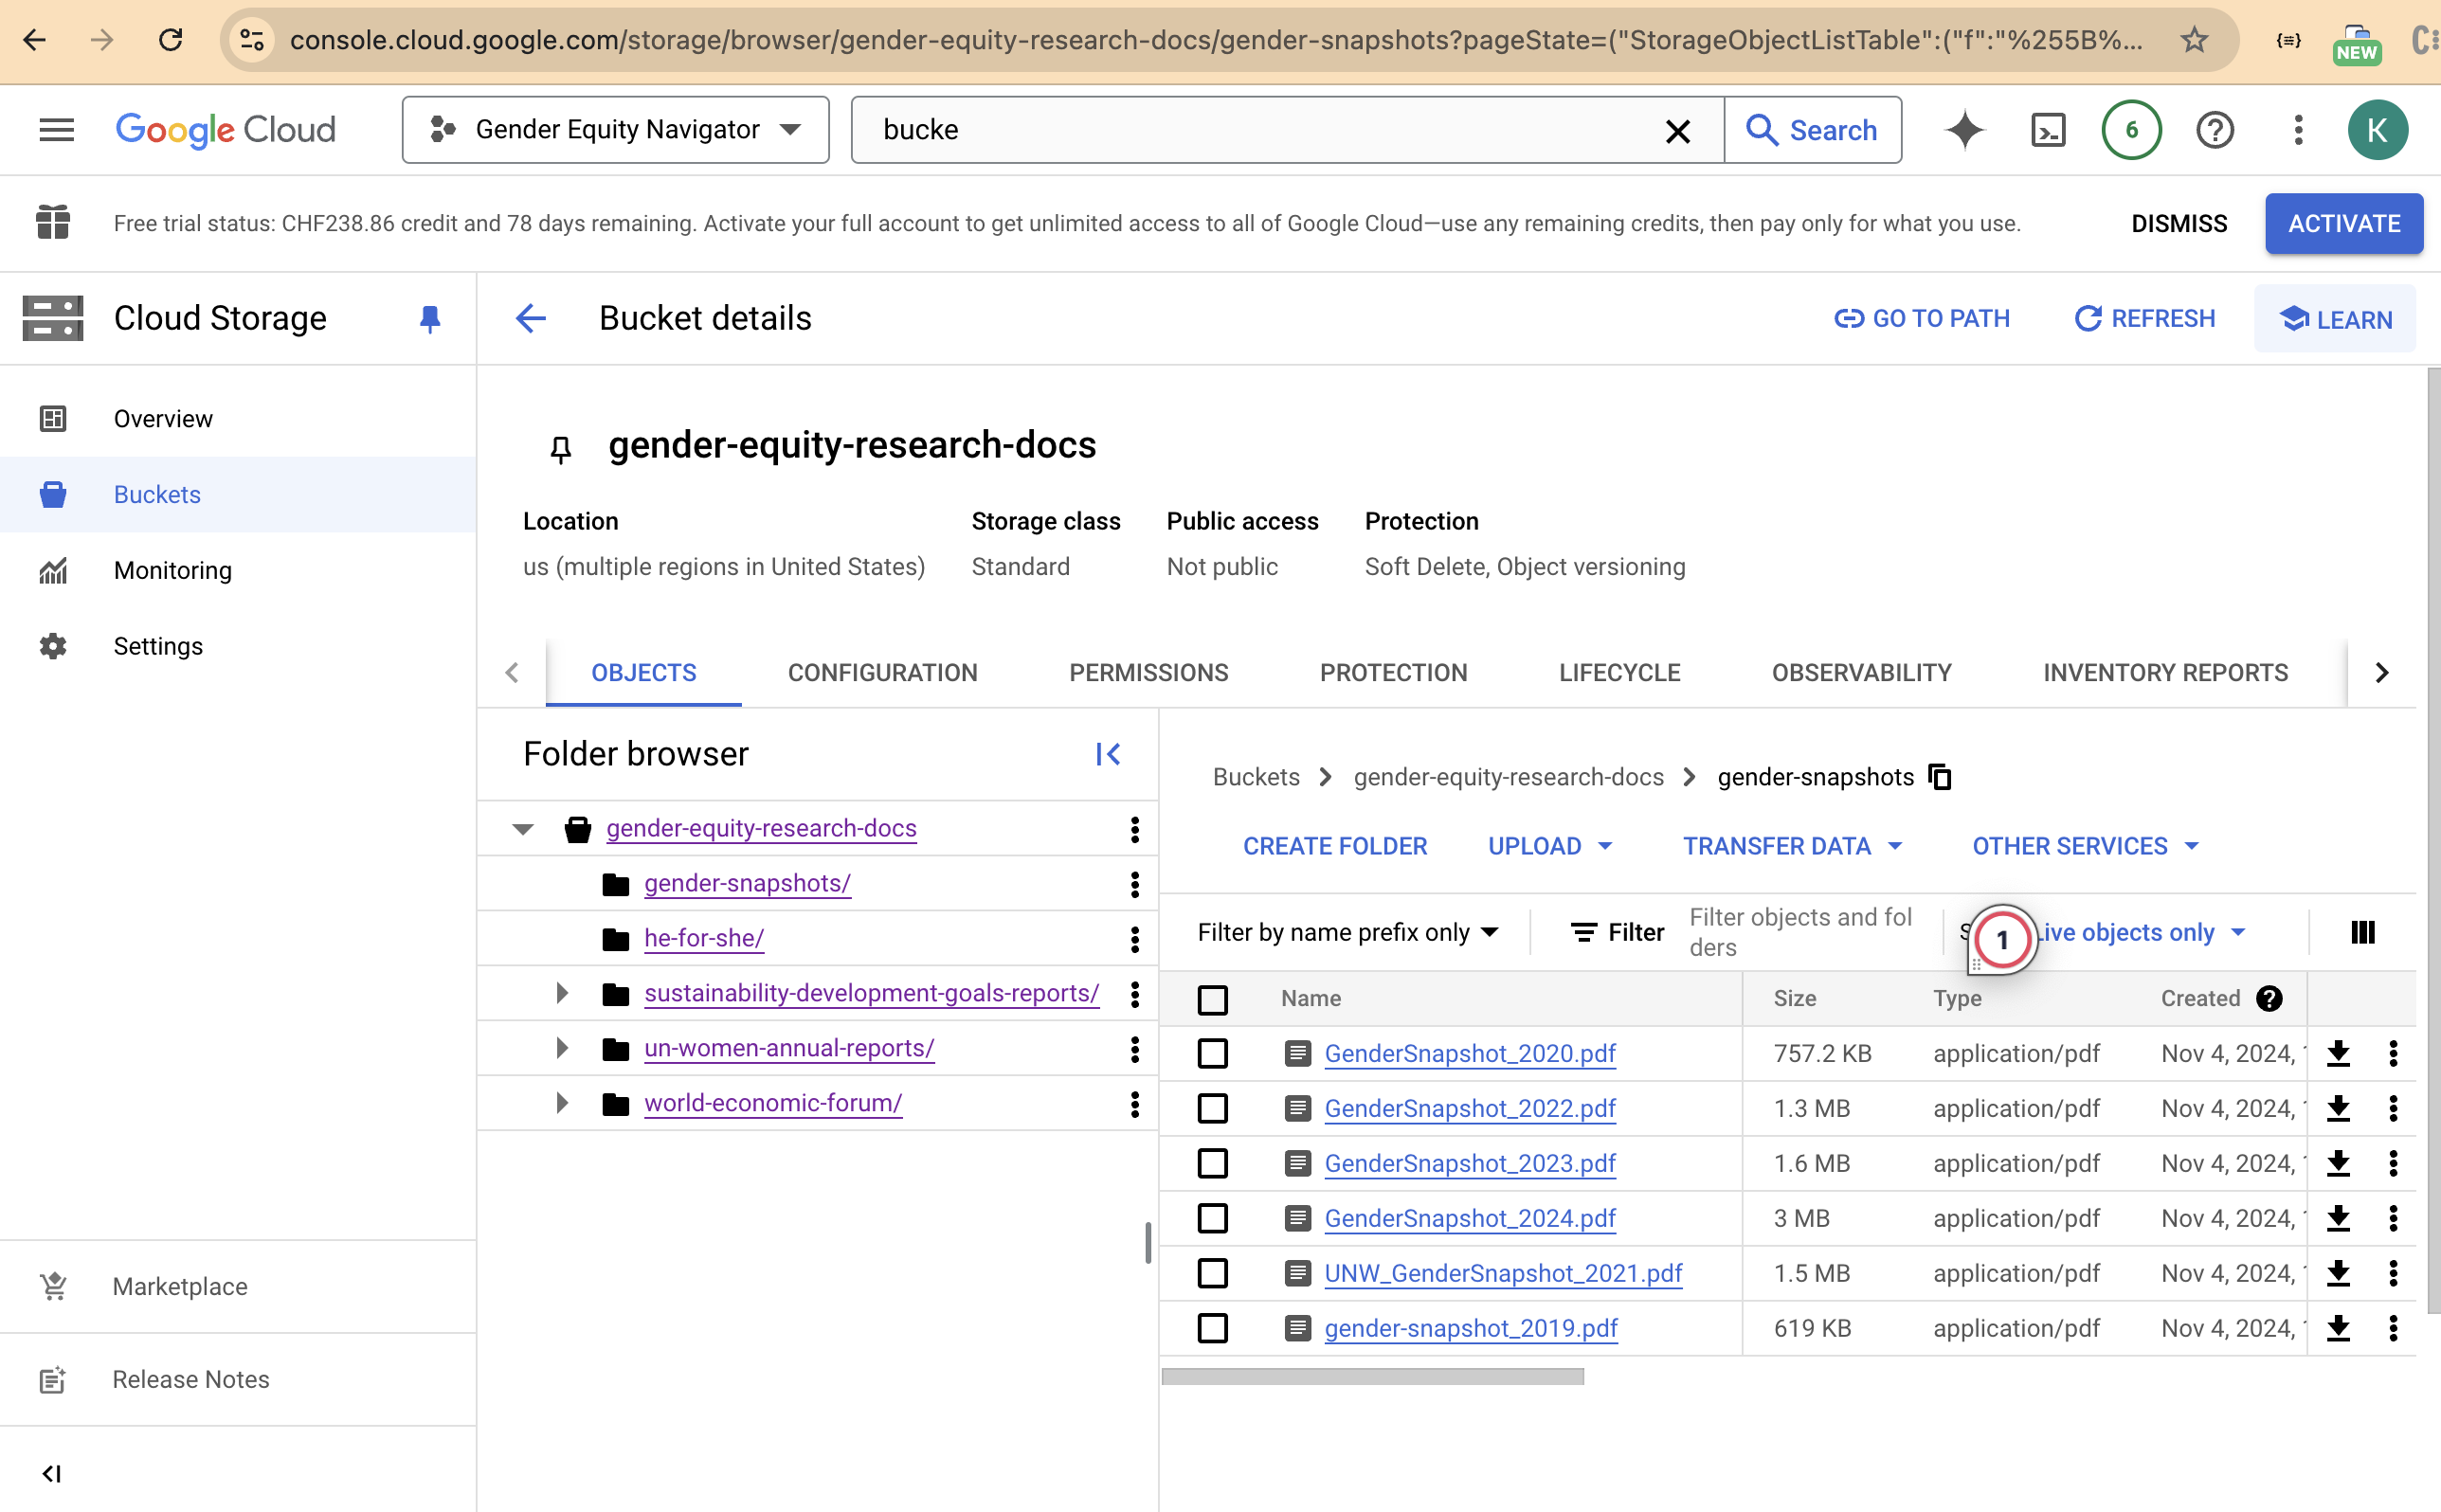 console.cloud.google.com/storage/browser/gender-equity-research-docs/gender-snapshots?pageState=("StorageObjectListTable":("f":"%255B%...
NEW
Google Cloud
Gender Equity Navigator
bucke
Search
6
K
Free trial status: CHF238.86 credit and 78 days remaining. Activate your full account to get unlimited access to all of Google Cloud—use any remaining credits, then pay only for what you use.
DISMISS
ACTIVATE
Cloud Storage
Bucket details
GO TO PATH
REFRESH
LEARN
Overview
Buckets
Monitoring
Settings
Marketplace
Release Notes
gender-equity-research-docs
Location
us (multiple regions in United States)
Storage class
Standard
Public access
Not public
Protection
Soft Delete, Object versioning
OBJECTS CONFIGURATION PERMISSIONS PROTECTION LIFECYCLE OBSERVABILITY INVENTORY REPORTS
Folder browser
gender-equity-research-docs
gender-snapshots/
he-for-she/
sustainability-development-goals-reports/
un-women-annual-reports/
world-economic-forum/
Buckets > gender-equity-research-docs > gender-snapshots
CREATE FOLDER UPLOAD TRANSFER DATA OTHER SERVICES
Filter by name prefix only
Filter
Filter objects and fol
ders
1
objects only
Name Size Type Created
GenderSnapshot_2020.pdf 757.2 KB application/pdf Nov 4, 2024,
GenderSnapshot_2022.pdf 1.3 MB application/pdf Nov 4, 2024,
GenderSnapshot_2023.pdf 1.6 MB application/pdf Nov 4, 2024,
GenderSnapshot_2024.pdf 3 MB application/pdf Nov 4, 2024,
UNW_GenderSnapshot_2021.pdf 1.5 MB application/pdf Nov 4, 2024,
gender-snapshot_2019.pdf 619 KB application/pdf Nov 4, 2024,